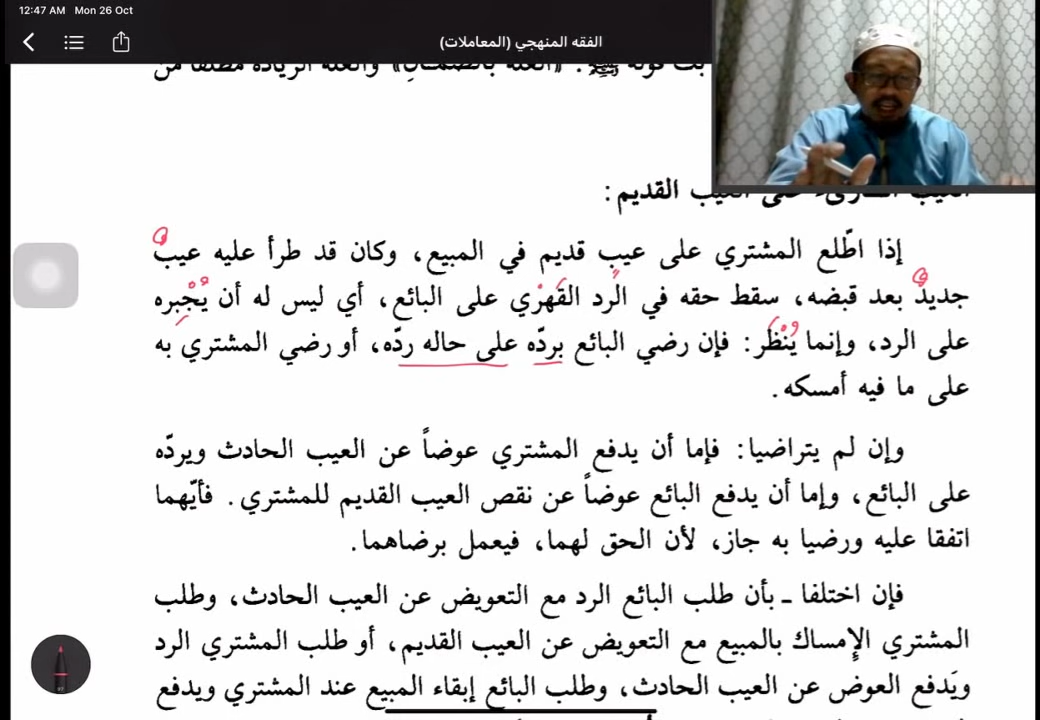 12:47 AM Mon 26 Oct
الفقه المنهجي (المعاملات)
العيب الطارىء على العيب القديم:
إذا اطّلع المشتري على عيب قديم في المبيع، وكان قد طرأ عليه عيب
جديد بعد قبضه، سقط حقه في الرد القهري على البائع، أي ليس له أن يُجْبره
على الرد، وإنما يُنْظر: فإن رضي البائع بردّه على حاله ردّه، أو رضي المشتري به
على ما فيه أمسكه.
وإن لم يتراضيا: فإما أن يدفع المشتري عوضاً عن العيب الحادث ويردّه
على البائع، وإما أن يدفع البائع عوضاً عن نقص العيب القديم للمشتري. فأيّهما
اتفقا عليه ورضيا به جاز، لأن الحق لهما، فيعمل برضاهما.
فإن اختلفا ـ بأن طلب البائع الرد مع التعويض عن العيب الحادث، وطلب
المشتري الإِمساك بالمبيع مع التعويض عن العيب القديم، أو طلب المشتري الرد
ويَدفع العوض عن العيب الحادث، وطلب البائع إبقاء المبيع عند المشتري ويدفع